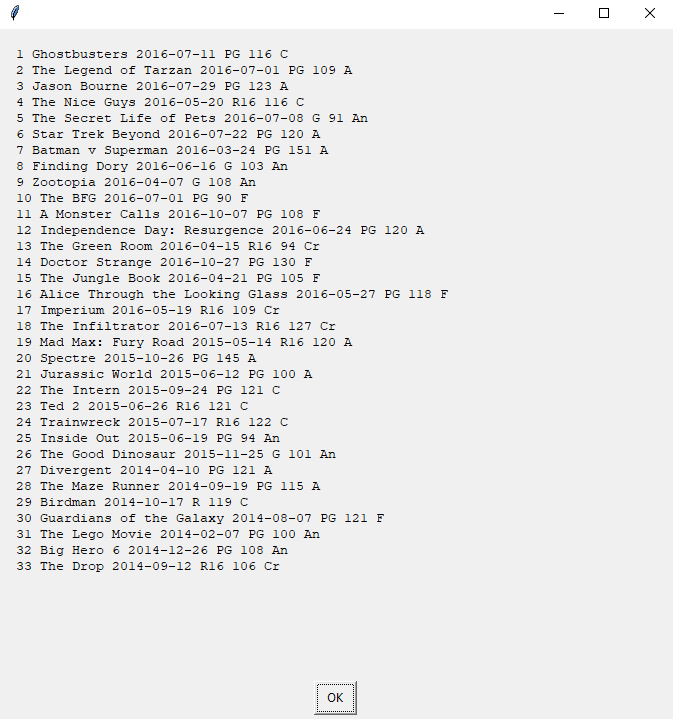 1 Ghostbusters 2016-07-11 PG 116 C
2 The Legend of Tarzan 2016-07-01 PG 109 A
3 Jason Bourne 2016-07-29 PG 123 A
4 The Nice Guys 2016-05-20 R16 116 C
5 The Secret Life of Pets 2016-07-08 G 91 An
6 Star Trek Beyond 2016-07-22 PG 120 A
7 Batman v Superman 2016-03-24 PG 151 A
8 Finding Dory 2016-06-16 G 103 An
9 Zootopia 2016-04-07 G 108 An
10 The BFG 2016-07-01 PG 90 F
11 A Monster Calls 2016-10-07 PG 108 F
12 Independence Day: Resurgence 2016-06-24 PG 120 A
13 The Green Room 2016-04-15 R16 94 Cr
14 Doctor Strange 2016-10-27 PG 130 F
15 The Jungle Book 2016-04-21 PG 105 F
16 Alice Through the Looking Glass 2016-05-27 PG 118 F
17 Imperium 2016-05-19 R16 109 Cr
18 The Infiltrator 2016-07-13 R16 127 Cr
19 Mad Max: Fury Road 2015-05-14 R16 120 A
20 Spectre 2015-10-26 PG 145 A
21 Jurassic World 2015-06-12 PG 100 A
22 The Intern 2015-09-24 PG 121 C
23 Ted 2 2015-06-26 R16 121 C
24 Trainwreck 2015-07-17 R16 122 C
25 Inside Out 2015-06-19 PG 94 An
26 The Good Dinosaur 2015-11-25 G 101 An
27 Divergent 2014-04-10 PG 121 A
28 The Maze Runner 2014-09-19 PG 115 A
29 Birdman 2014-10-17 R 119 C
30 Guardians of the Galaxy 2014-08-07 PG 121 F
31 The Lego Movie 2014-02-07 PG 100 An
32 Big Hero 6 2014-12-26 PG 108 An
33 The Drop 2014-09-12 R16 106 Cr
OK